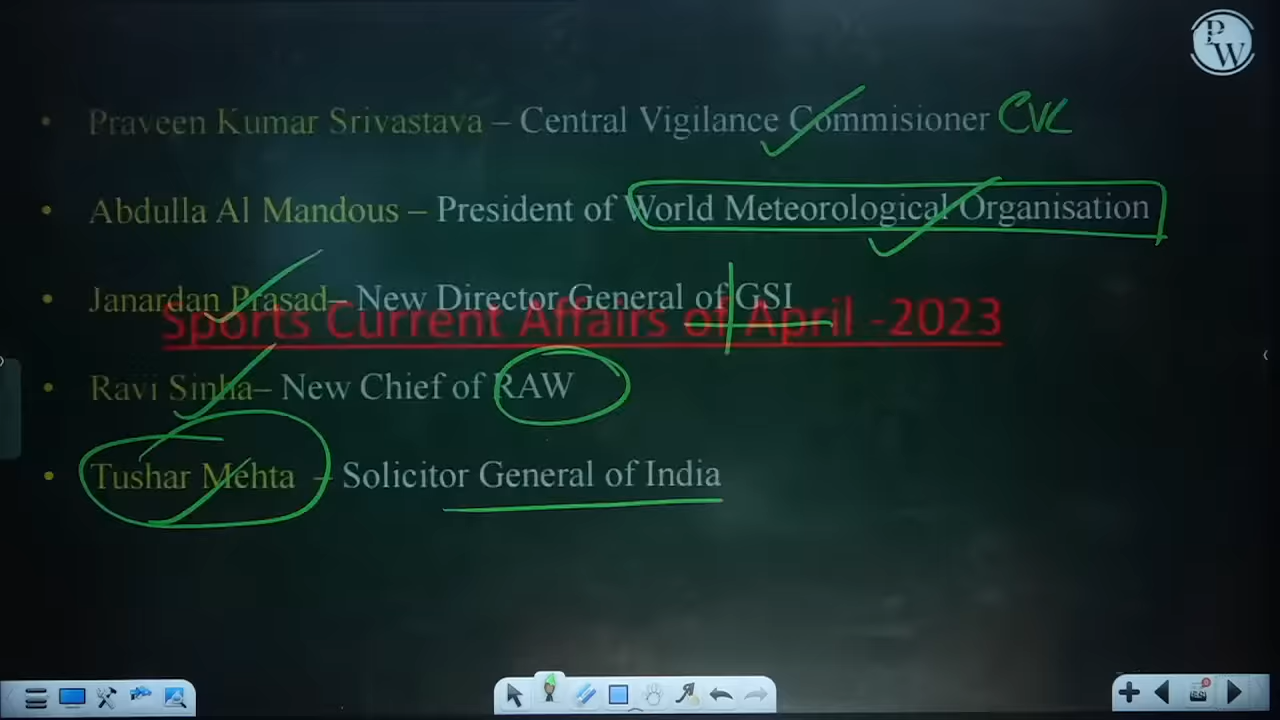 PW
• Praveen Kumar Srivastava – Central Vigilance Commisioner CVC
• Abdulla Al Mandous – President of World Meteorological Organisation
• Janardan Prasad– New Director General of GSI
Sports Current Affairs of April -2023
• Ravi Sinha– New Chief of RAW
• Tushar Mehta – Solicitor General of India